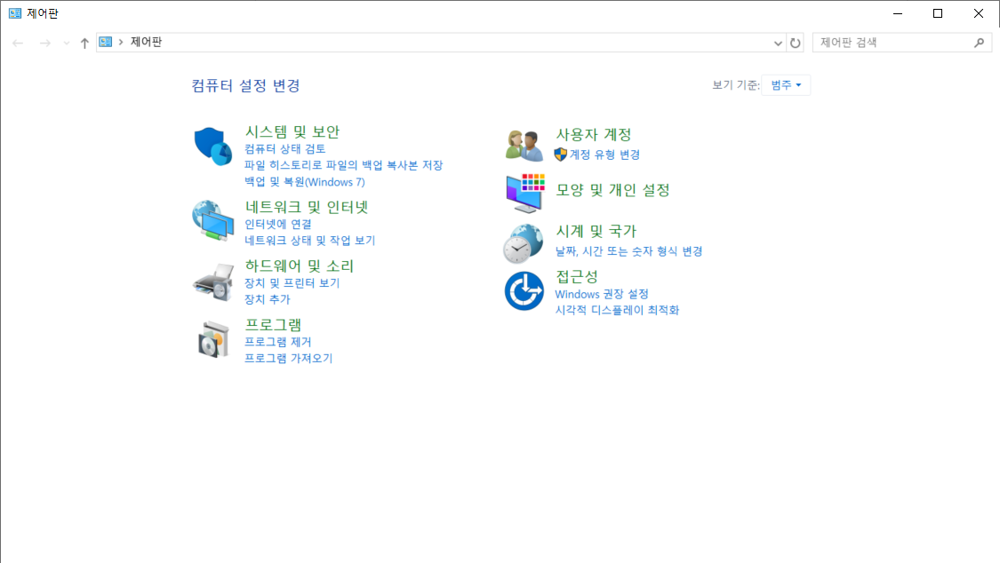 제어판
제어판
제어판 검색
컴퓨터 설정 변경
보기 기준: 범주
시스템 및 보안
컴퓨터 상태 검토
파일 히스토리로 파일의 백업 복사본 저장
백업 및 복원(Windows 7)
네트워크 및 인터넷
인터넷에 연결
네트워크 상태 및 작업 보기
하드웨어 및 소리
장치 및 프린터 보기
장치 추가
프로그램
프로그램 제거
프로그램 가져오기
사용자 계정
계정 유형 변경
모양 및 개인 설정
시계 및 국가
날짜, 시간 또는 숫자 형식 변경
접근성
Windows 권장 설정
시각적 디스플레이 최적화